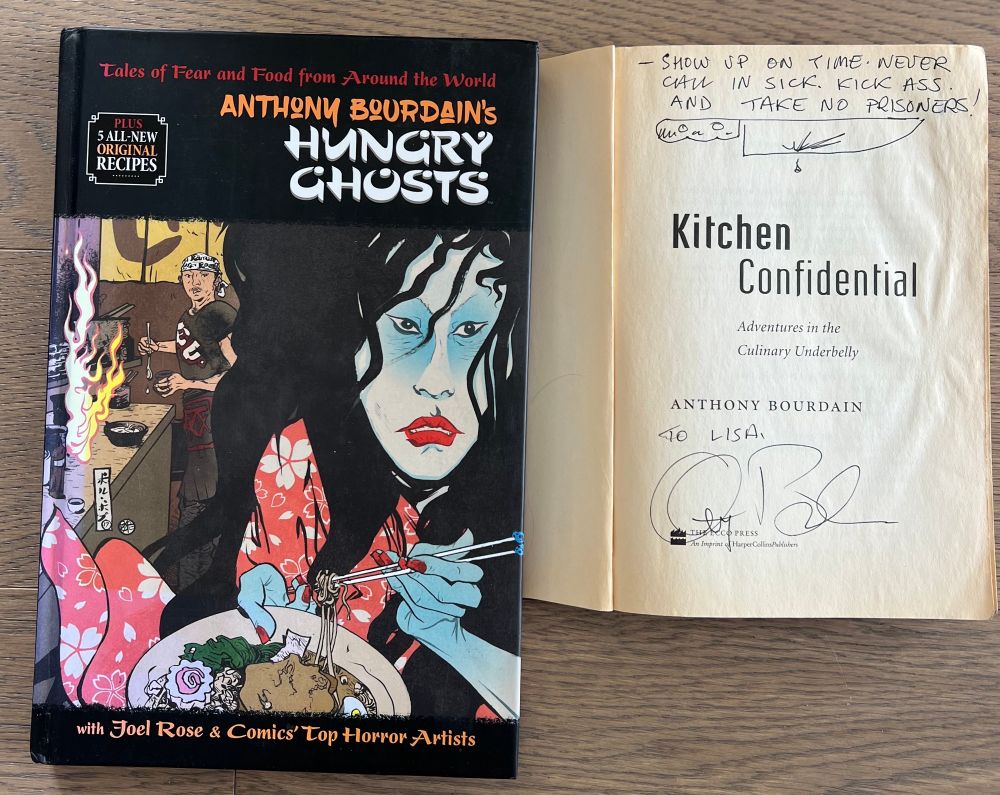 Tales of Fear and Food from Around the World
ANTHONY BOURDAIN'S
HUNGRY
GHOSTS
PLUS
5 ALL-NEW
ORIGINAL
RECIPES
with Joel Rose & Comics' Top Horror Artists
– SHOW UP ON TIME. NEVER
CALL IN SICK. KICK ASS.
AND TAKE NO PRISONERS!
Kitchen
Confidential
Adventures in the
Culinary Underbelly
ANTHONY BOURDAIN
TO LISA,
THE ECCO PRESS
An Imprint of HarperCollinsPublishers